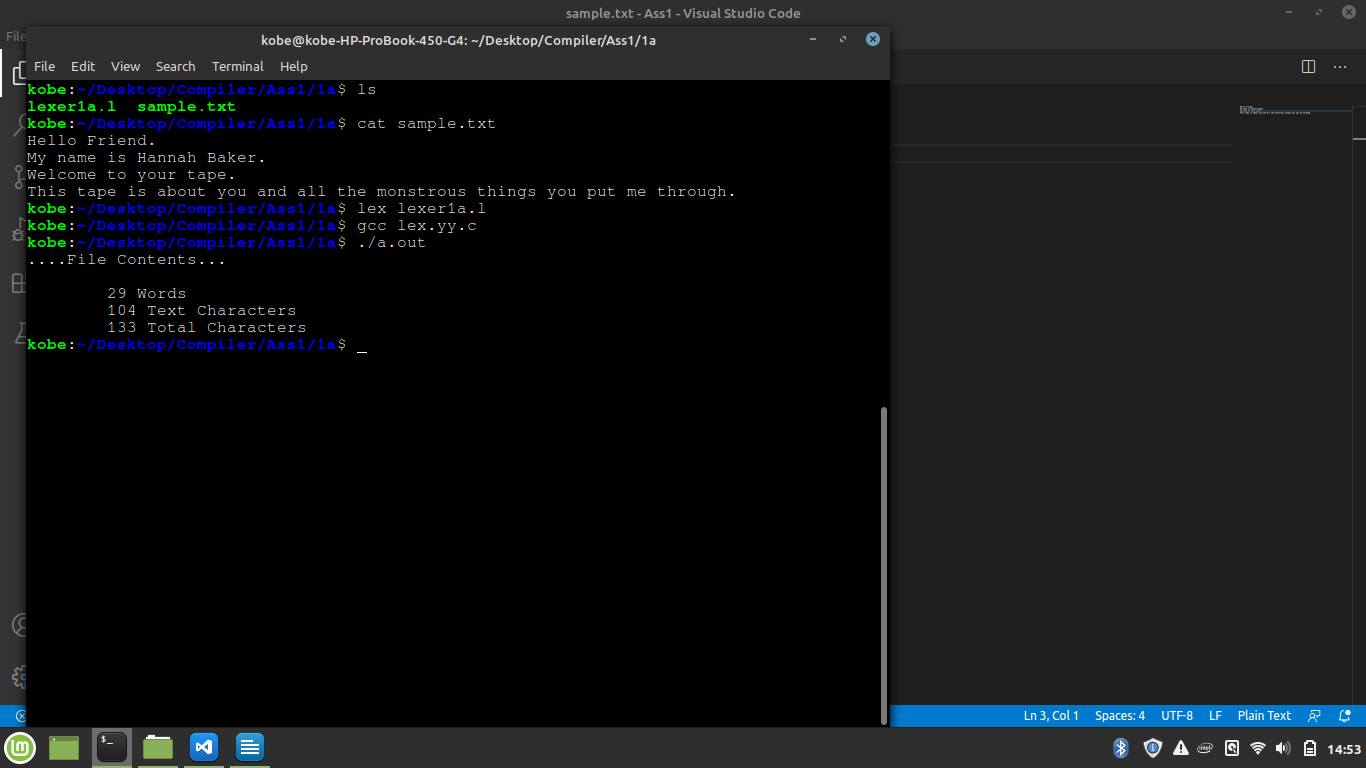 sample.txt - Ass1 - Visual Studio Code
File
kobe@kobe-HP-ProBook-450-G4: ~/Desktop/Compiler/Ass1/1a
File Edit View Search Terminal Help
kobe:~/Desktop/Compiler/Ass1/1a$ ls
lexer1a.l sample.txt
kobe:~/Desktop/Compiler/Ass1/1a$ cat sample.txt
Hello Friend.
My name is Hannah Baker.
Welcome to your tape.
This tape is about you and all the monstrous things you put me through.
kobe:~/Desktop/Compiler/Ass1/1a$ lex lexer1a.l
kobe:~/Desktop/Compiler/Ass1/1a$ gcc lex.yy.c
kobe:~/Desktop/Compiler/Ass1/1a$ ./a.out
....File Contents...
29 Words
104 Text Characters
133 Total Characters
kobe:~/Desktop/Compiler/Ass1/1a$ _
Ln 3, Col 1 Spaces: 4 UTF-8 LF Plain Text
14:53